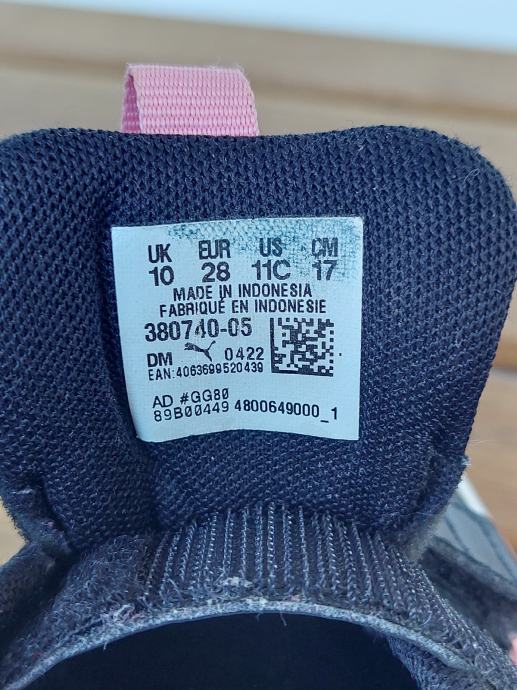 UK EUR US CM
10 28 11C 17
MADE IN INDONESIA
FABRIQUÉ EN INDONESIE
380740-05
DM 0422
EAN:4063699520439
AD #GG80
89B00449 4800649000_1